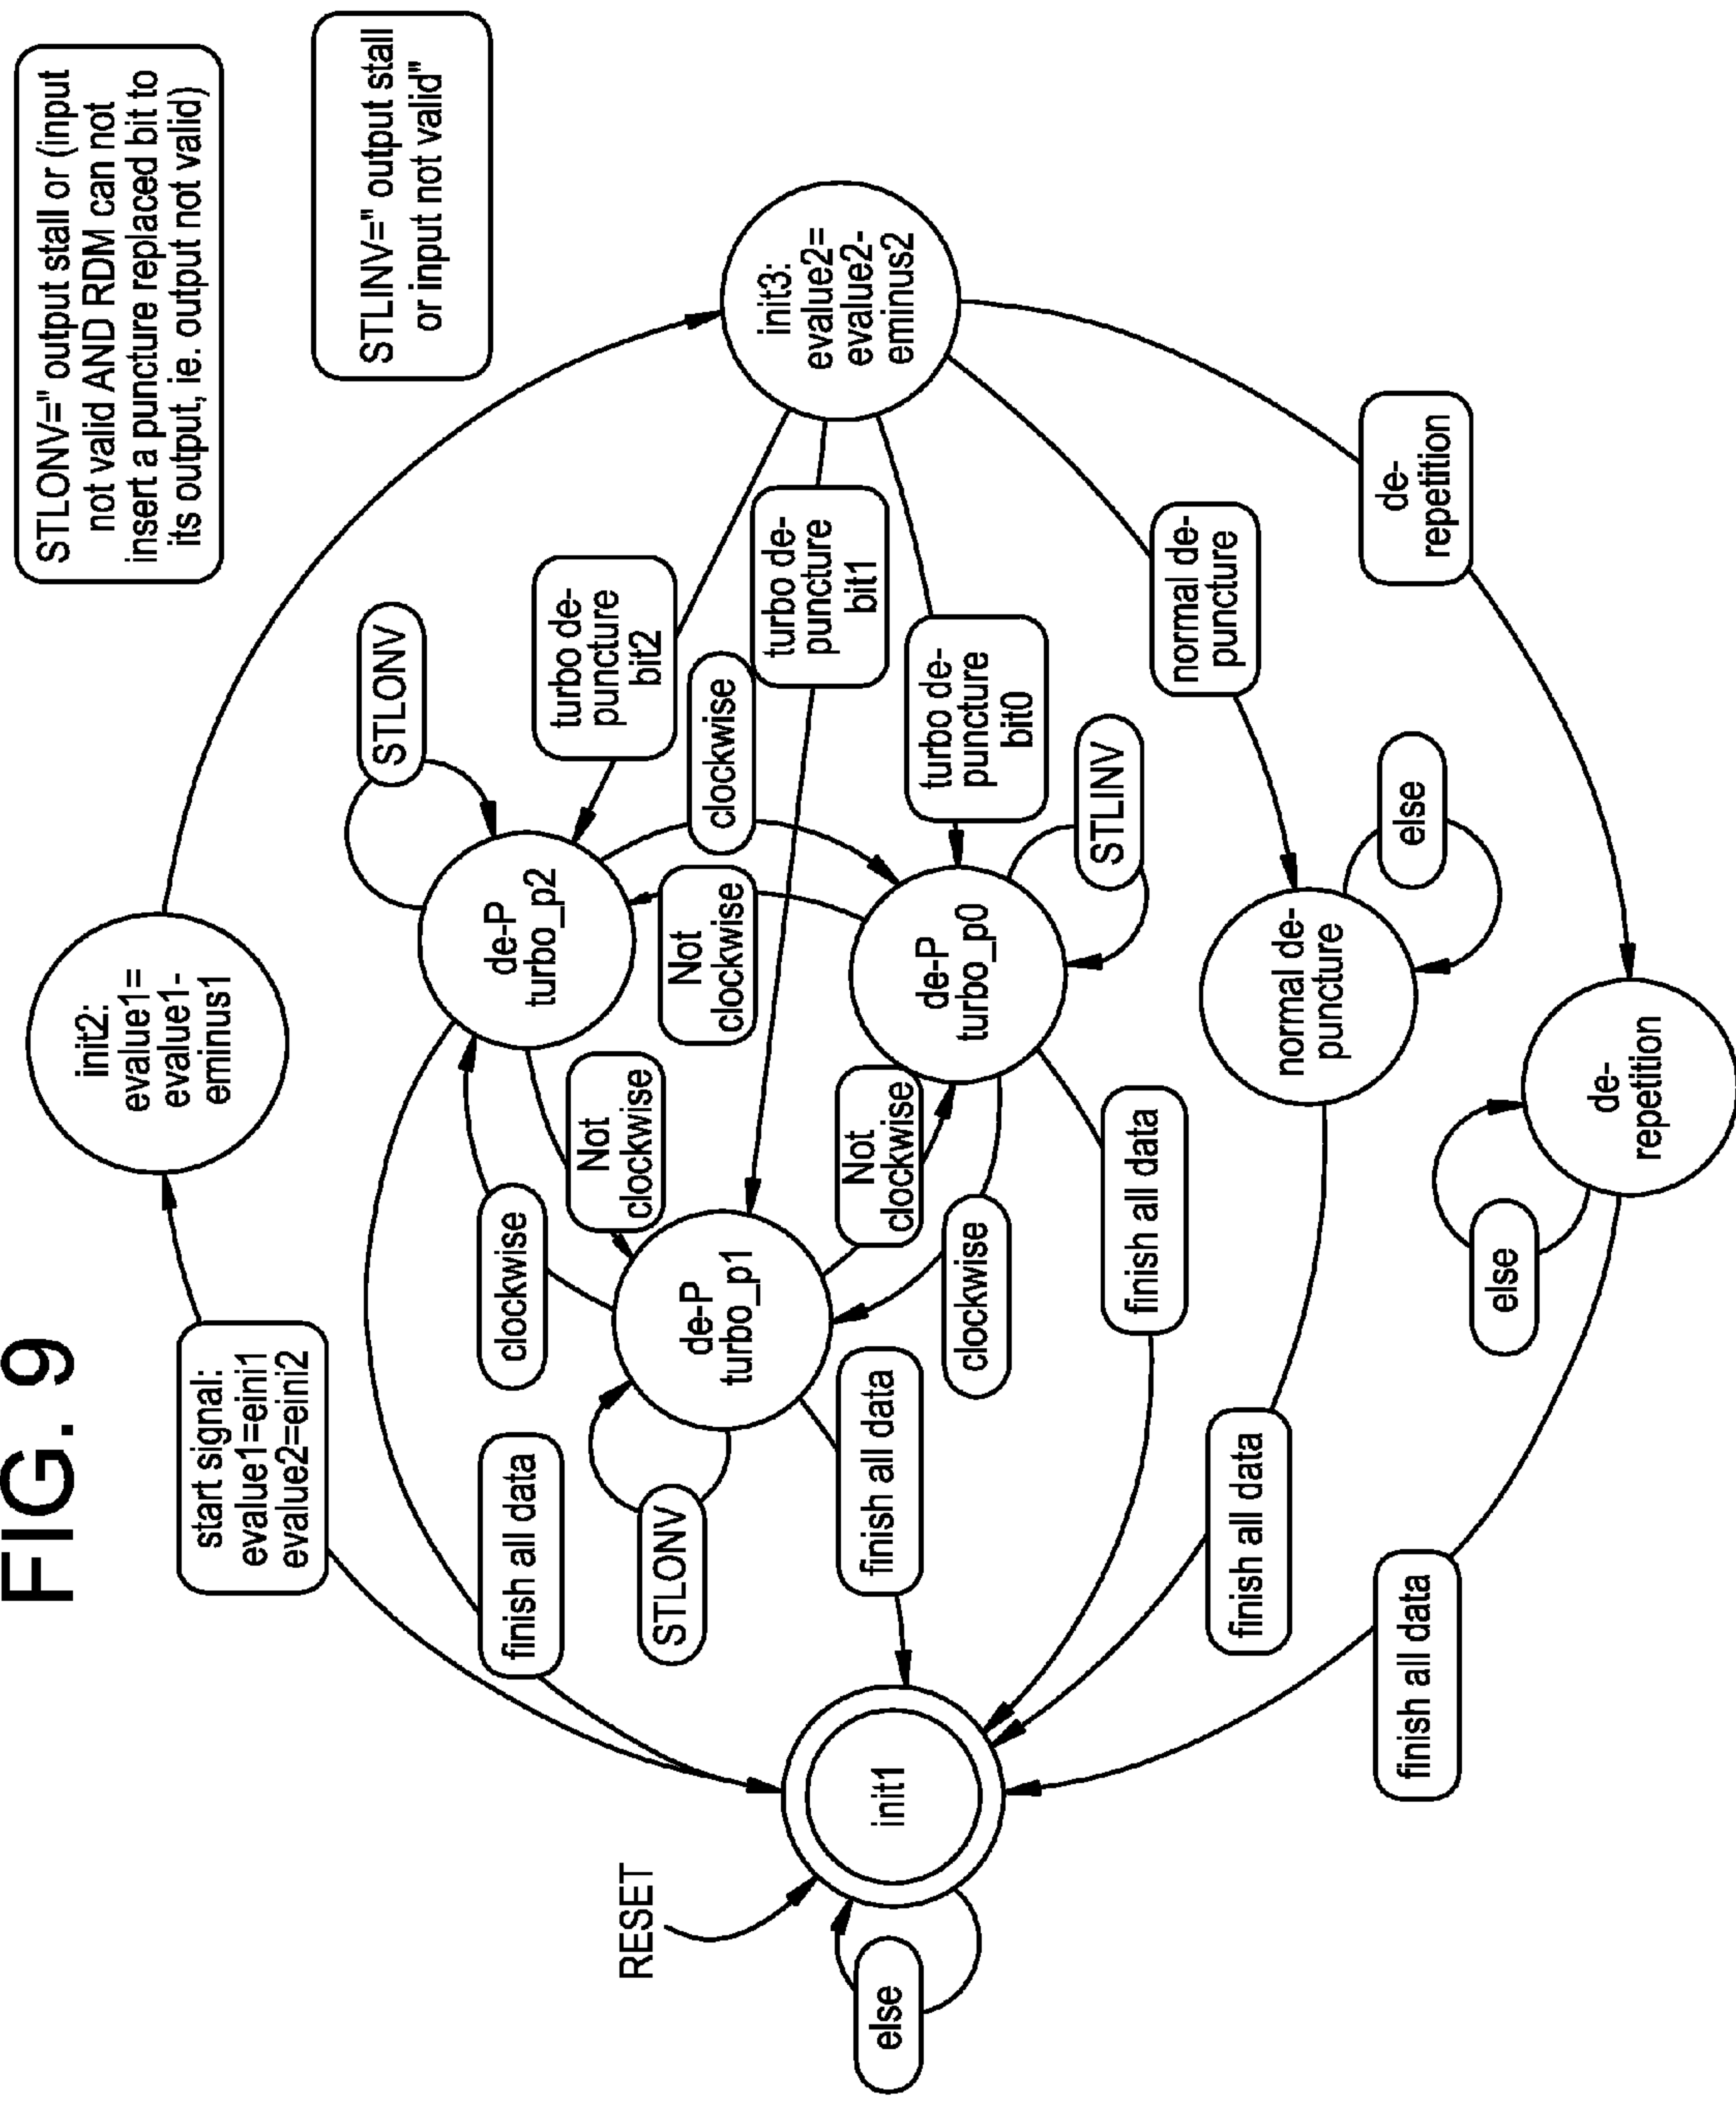 FIG. 9
STLONV=" output stall or (input
not valid AND RDM can not
insert a puncture replaced bit to
its output, ie. output not valid)
STLINV=" output stall
or input not valid"
start signal:
evalue1=eini1
evalue2=eini2
init2:
evalue1=
evalue1-
eminus1
init3:
evalue2=
evalue2-
eminus2
STLONV
turbo de-
puncture
bit2
turbo de-
puncture
bit1
turbo de-
puncture
bit0
normal de-
puncture
de-
repetition
de-P
turbo_p2
clockwise
Not
clockwise
clockwise
Not
clockwise
de-P
turbo_p1
Not
clockwise
clockwise
de-P
turbo_p0
STLINV
STLONV
finish all data
finish all data
finish all data
finish all data
finish all data
normal de-
puncture
else
de-
repetition
else
RESET
init1
else